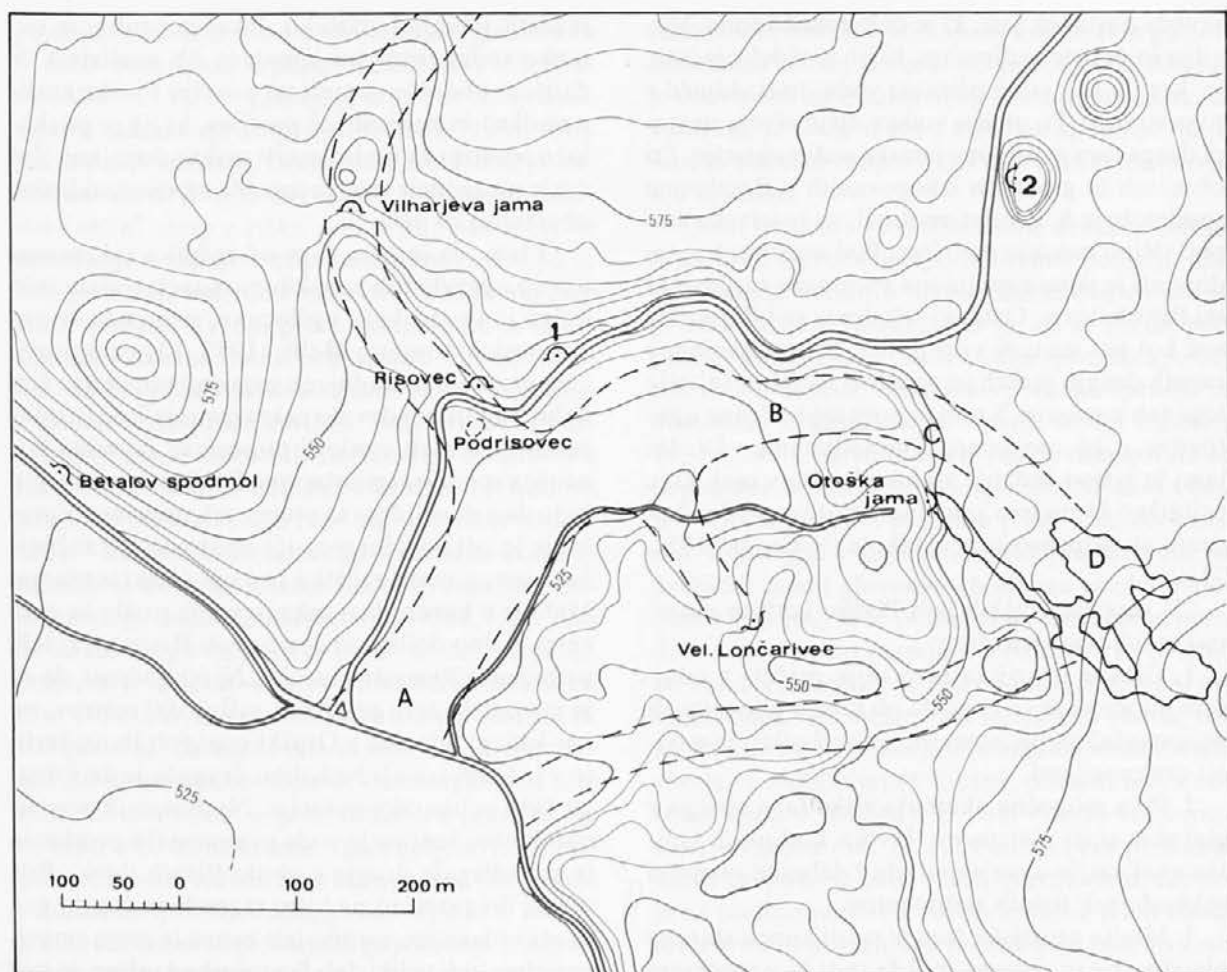 575
2
Vilharjeva jama
575
1
Risovec
Podrisovec
550
B
C
Otoška
jama
Betalov spodmol
525
D
Vel. Lončarivec
550
550
A
525
575
100 50 0 100 200 m